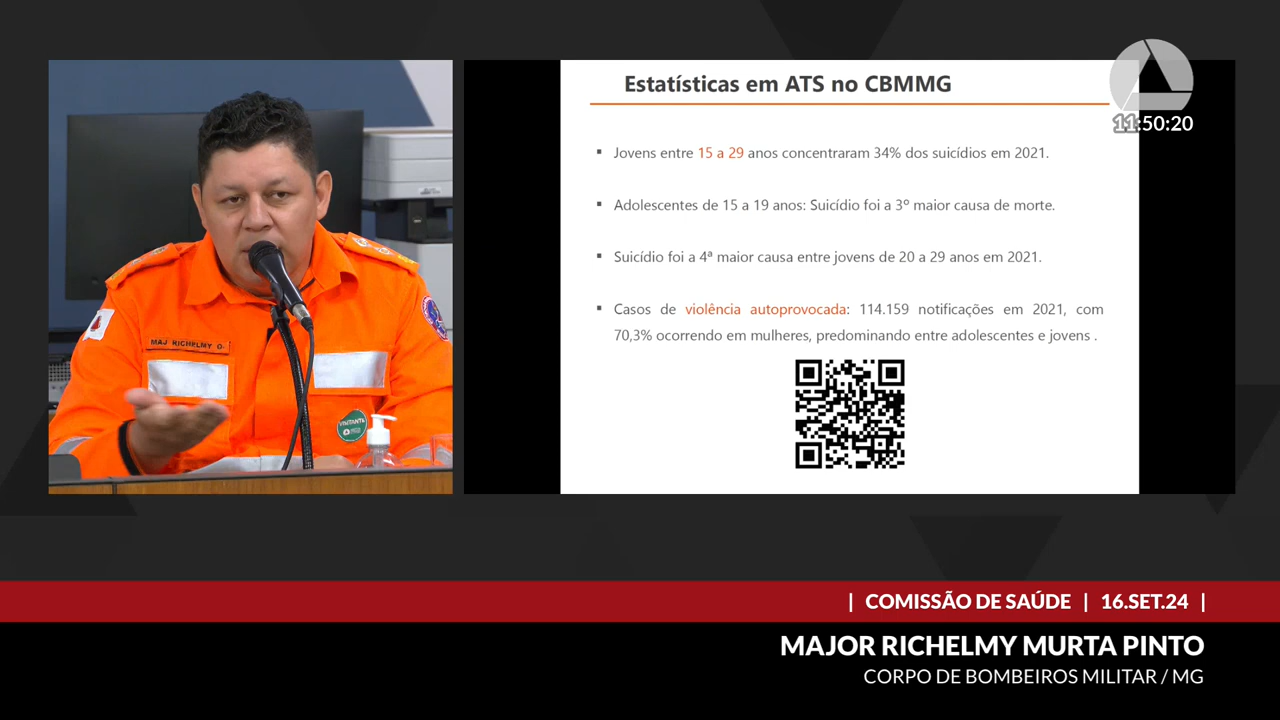 Estatísticas em ATS no CBMMG
11:50:20
▪ Jovens entre 15 a 29 anos concentraram 34% dos suicídios em 2021.
▪ Adolescentes de 15 a 19 anos: Suicídio foi a 3º maior causa de morte.
▪ Suicídio foi a 4ª maior causa entre jovens de 20 a 29 anos em 2021.
▪ Casos de violência autoprovocada: 114.159 notificações em 2021, com
70,3% ocorrendo em mulheres, predominando entre adolescentes e jovens .
MAJ RICHELMY O+
VISITANTE
| COMISSÃO DE SAÚDE | 16.SET.24 |
MAJOR RICHELMY MURTA PINTO
CORPO DE BOMBEIROS MILITAR / MG